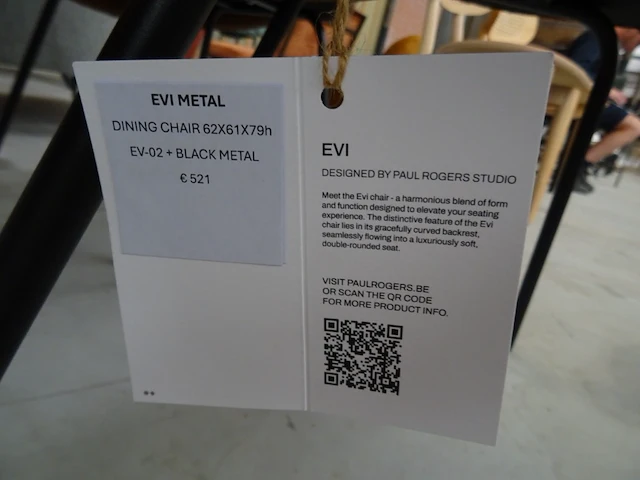 EVI METAL
DINING CHAIR 62X61X79h
EV-02 + BLACK METAL
€ 521
EVI
DESIGNED BY PAUL ROGERS STUDIO
Meet the Evi chair - a harmonious blend of form
and function designed to elevate your seating
experience. The distinctive feature of the Evi
chair lies in its gracefully curved backrest,
seamlessly flowing into a luxuriously soft,
double-rounded seat.
VISIT PAULROGERS.BE
OR SCAN THE QR CODE
FOR MORE PRODUCT INFO.